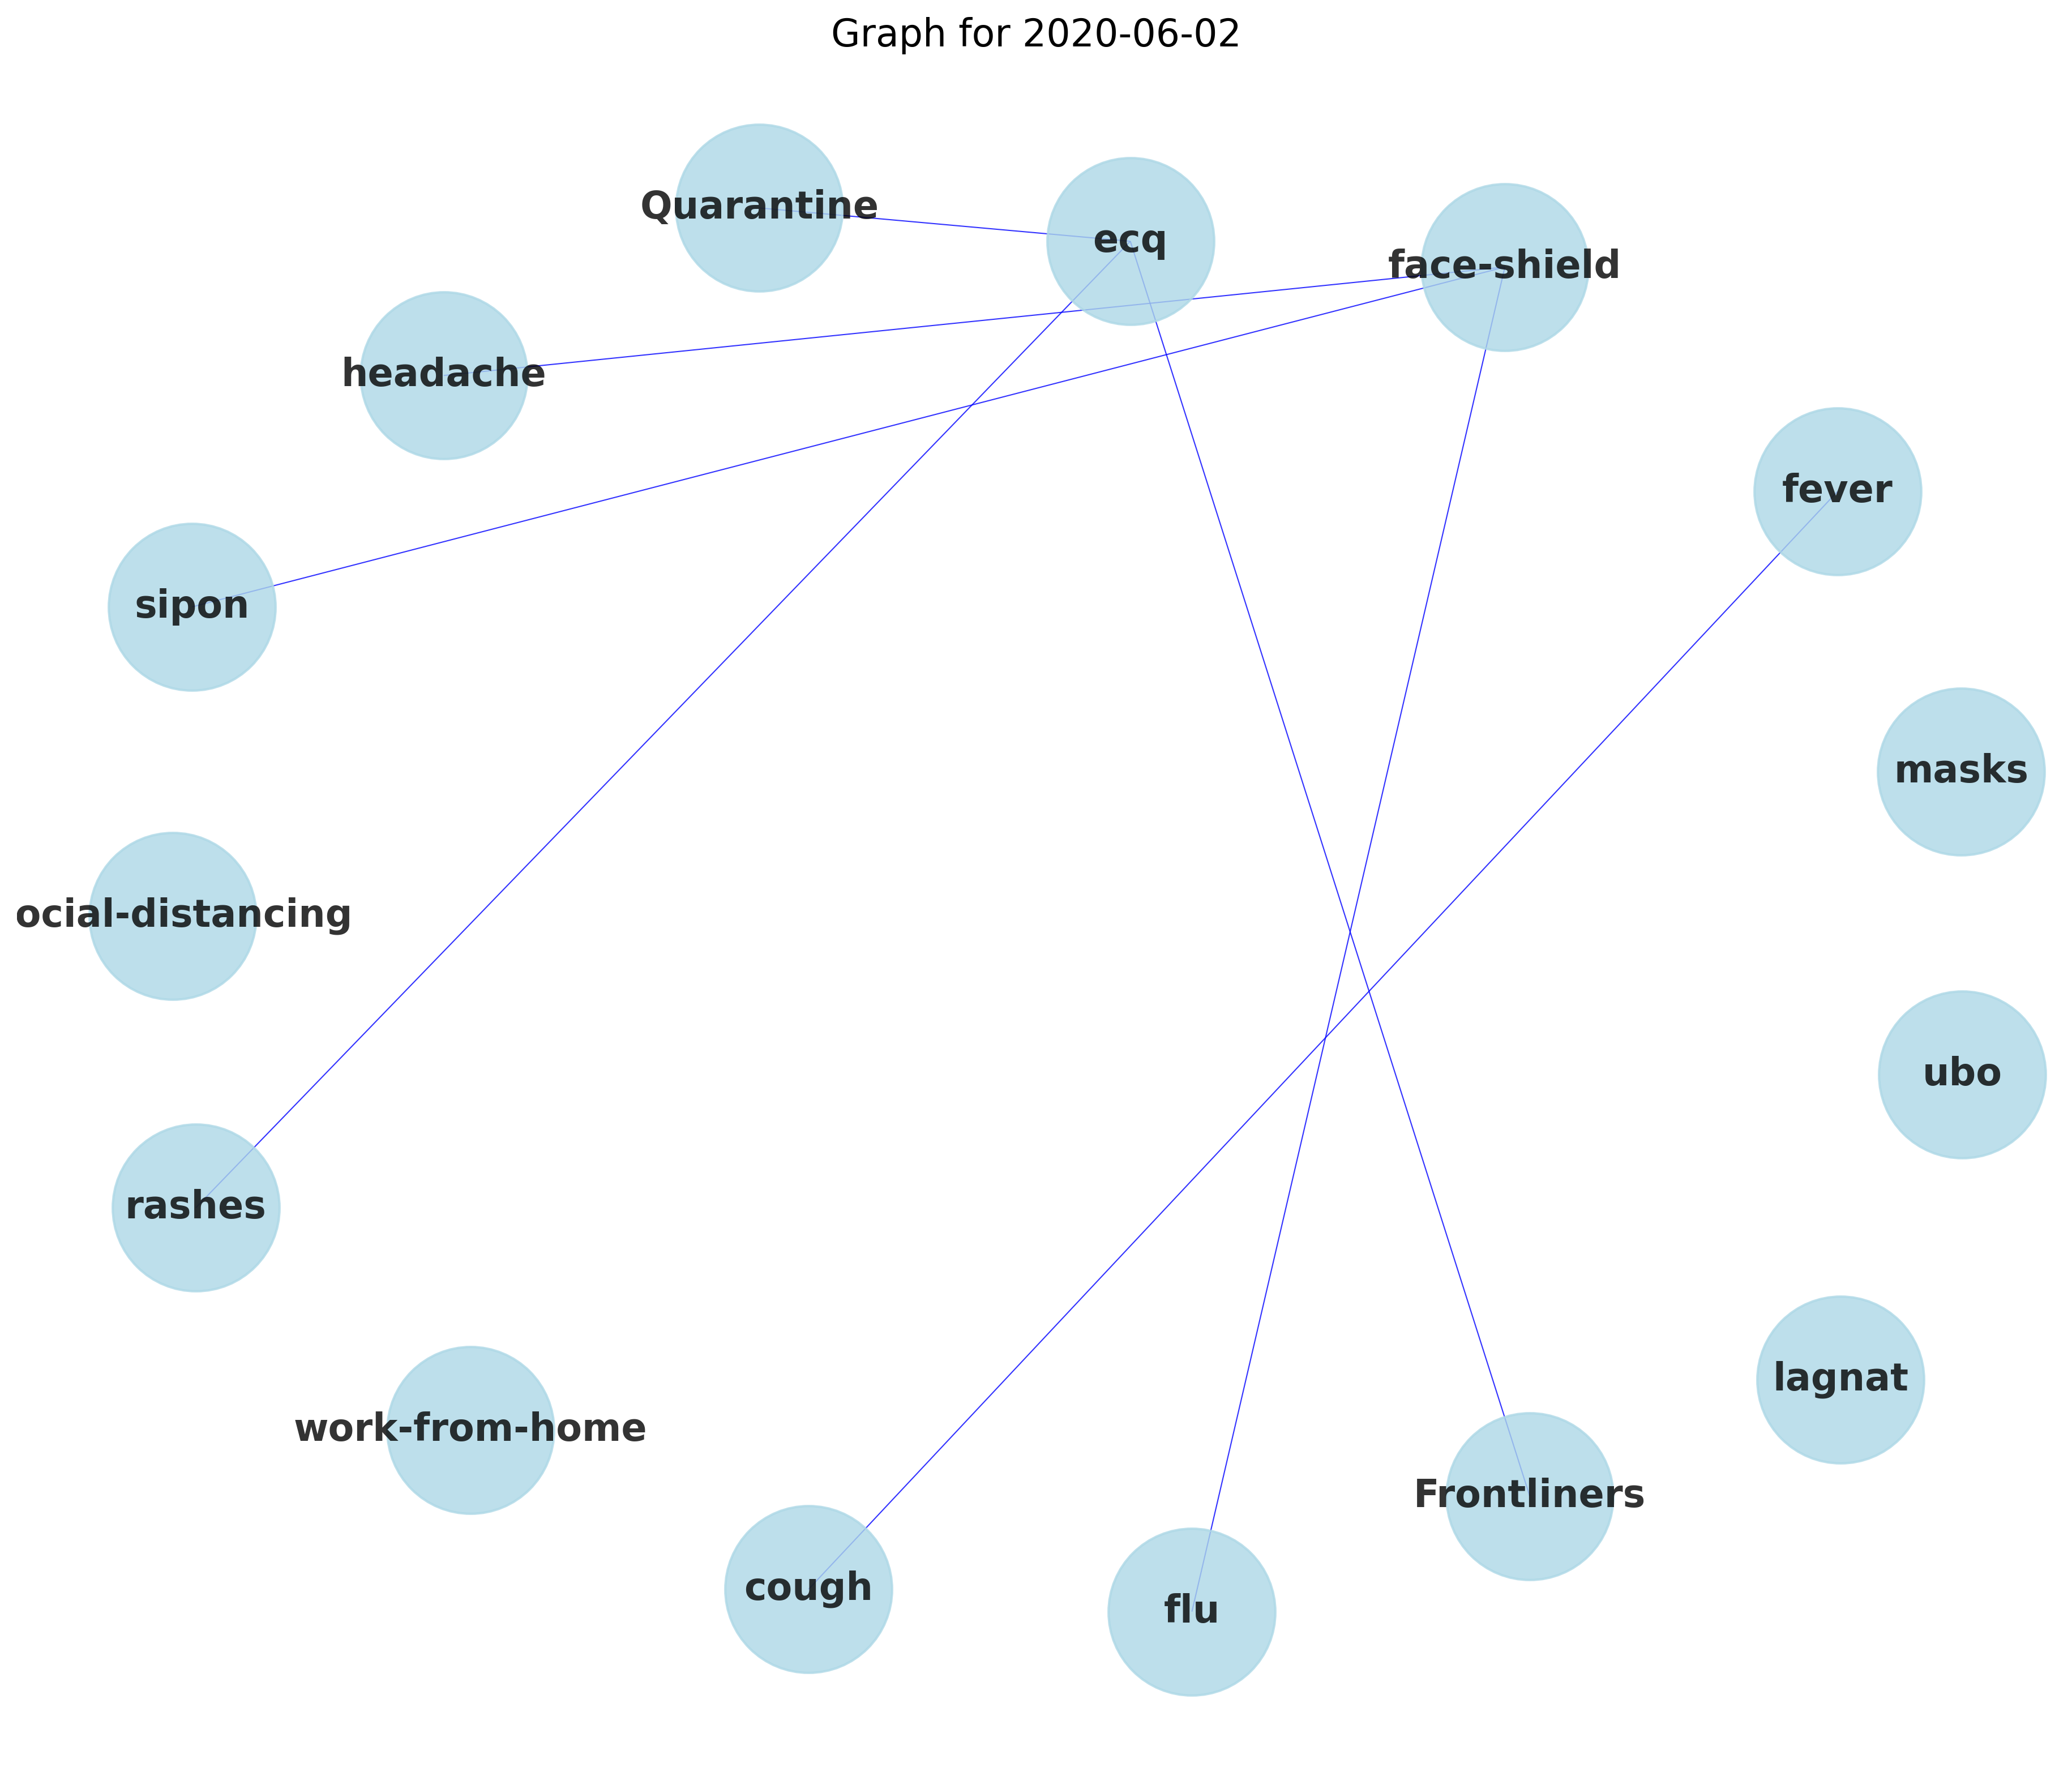 Graph for 2020-06-02
Quarantine
ecq
face-shield
headache
fever
sipon
masks
ocial-distancing
ubo
rashes
lagnat
work-from-home
Frontliners
cough
flu